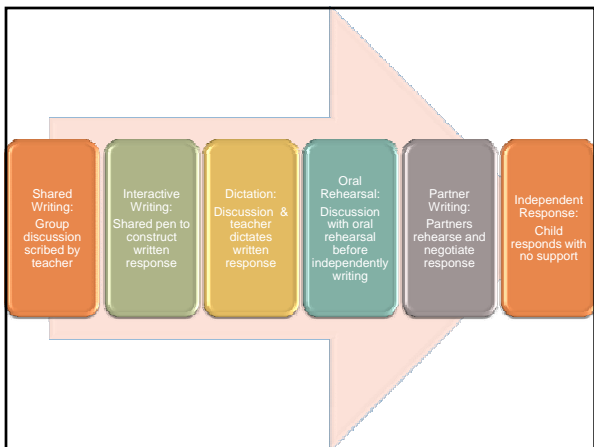 Shared
Writing:
Group
discussion
scribed by
teacher
Interactive
Writing:
Shared pen to
construct
written
response
Dictation:
Discussion &
teacher
dictates
written
response
Oral
Rehearsal:
Discussion
with oral
rehearsal
before
independently
writing
Partner
Writing:
Partners
rehearse and
negotiate
response
Independent
Response:
Child
responds with
no support